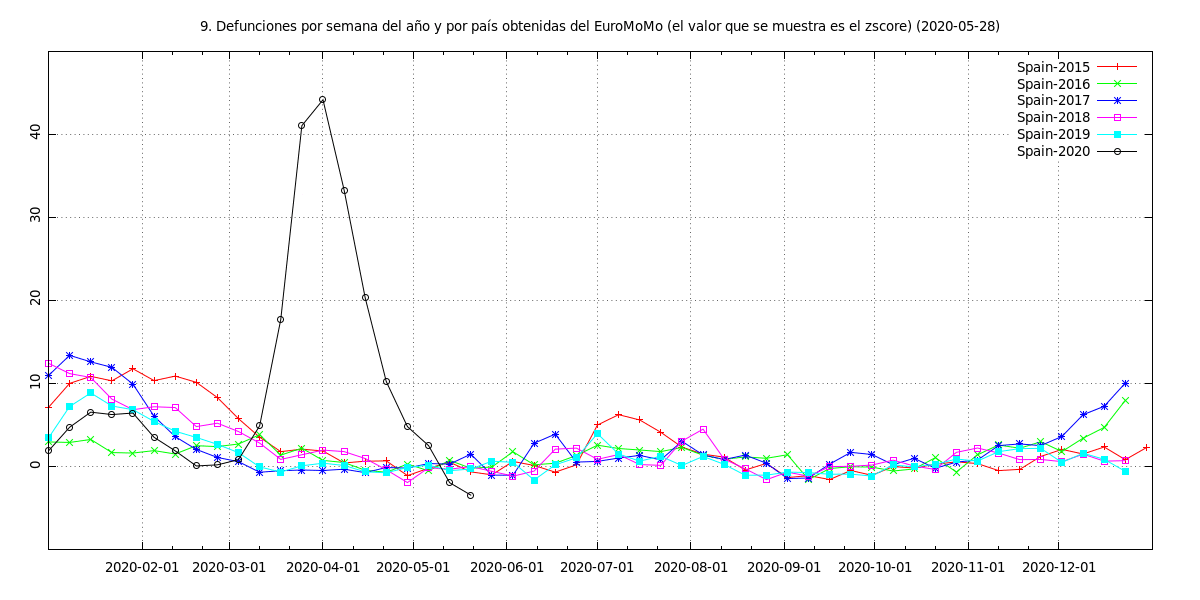 9. Defunciones por semana del año y por país obtenidas del EuroMoMo (el valor que se muestra es el zscore) (2020-05-28)
Spain-2015
Spain-2016
Spain-2017
Spain-2018
Spain-2019
Spain-2020
40
30
20
10
0
2020-02-01 2020-03-01 2020-04-01 2020-05-01 2020-06-01 2020-07-01 2020-08-01 2020-09-01 2020-10-01 2020-11-01 2020-12-01